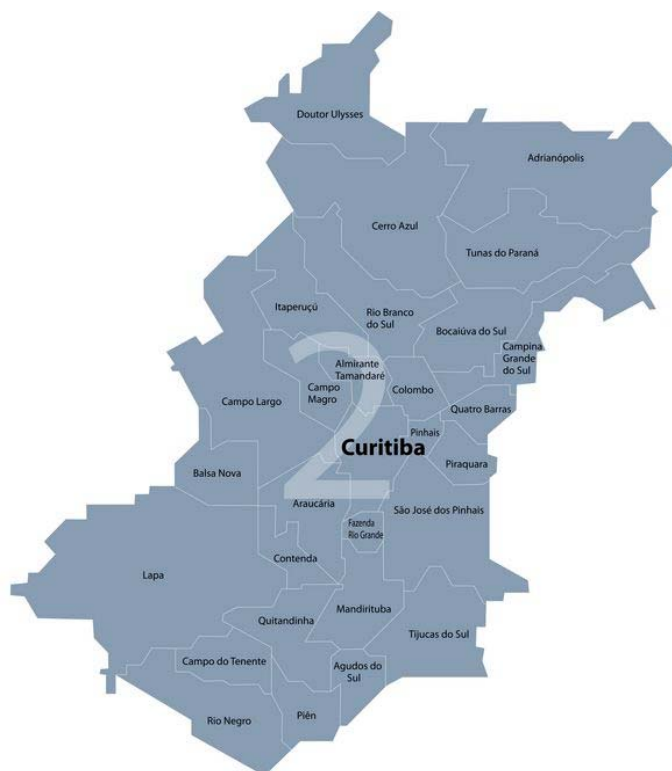 Doutor Ulysses
Adrianópolis
Cerro Azul
Tunas do Paraná
Itaperuçú
Rio Branco
do Sul
Bocaiúva do Sul
Campina
Grande
do Sul
Almirante
Tamandaré
Campo
Magro
Colombo
Campo Largo
Quatro Barras
Pinhais
2
Curitiba
Piraquara
Balsa Nova
Araucária
São José dos Pinhais
Fazenda
Rio Grande
Contenda
Lapa
Mandirituba
Quitandinha
Tijucas do Sul
Campo do Tenente
Agudos do
Sul
Rio Negro
Piên